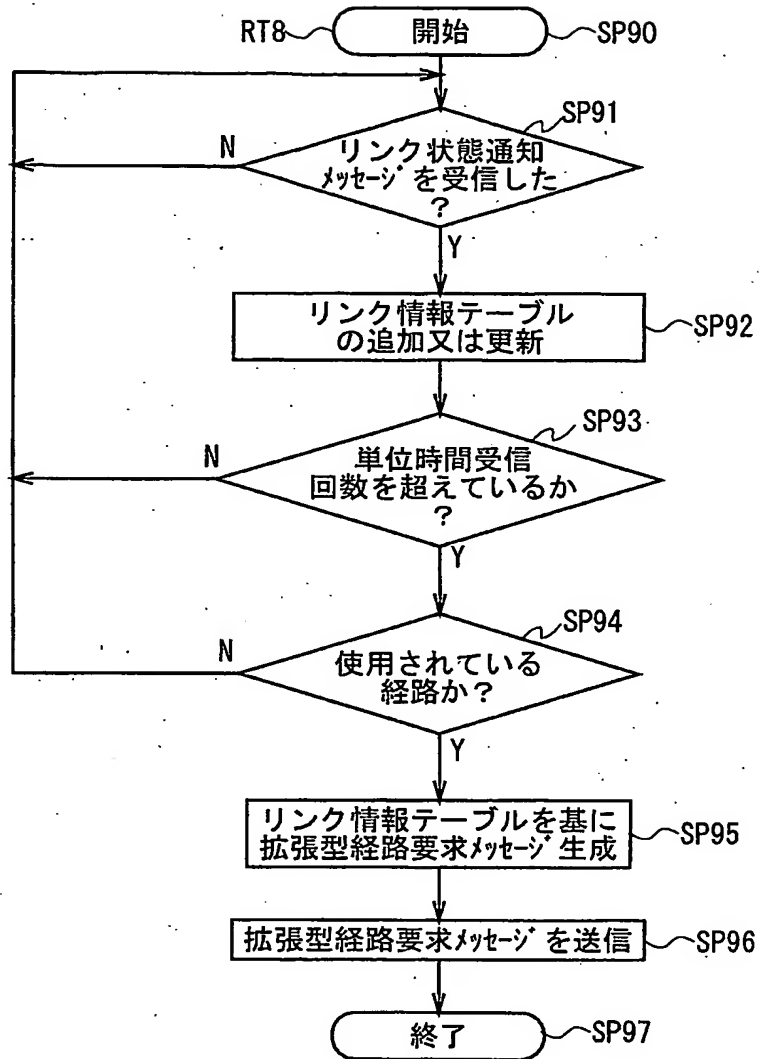 RT8
開始
SP90
SP91
N
リンク状態通知
メッセージを受信した
?
Y
リンク情報テーブル
の追加又は更新
SP92
SP93
N
単位時間受信
回数を超えているか
?
Y
SP94
N
使用されている
経路か?
Y
リンク情報テーブルを基に
拡張型経路要求メッセージ生成
SP95
拡張型経路要求メッセージを送信
SP96
終了
SP97